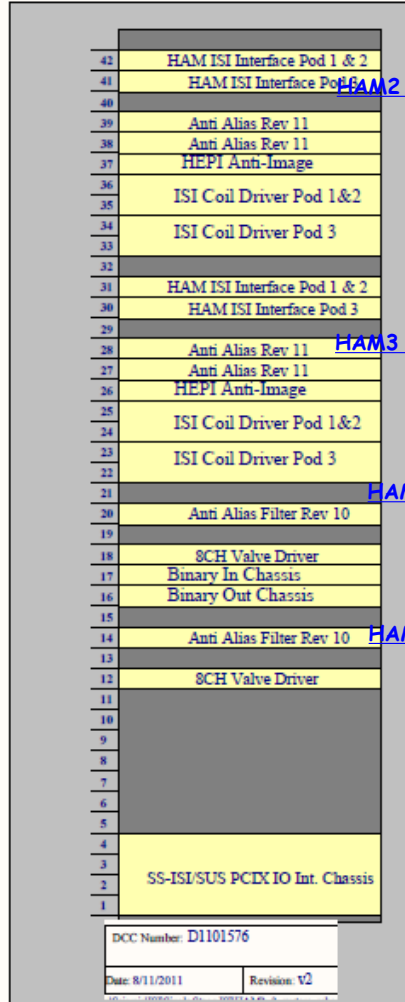 42 HAM ISI Interface Pod 1 & 2
41 HAM ISI Interface Pod HAM2
40
39 Anti Alias Rev 11
38 Anti Alias Rev 11
37 HEPI Anti-Image
36
35 ISI Coil Driver Pod 1&2
34
33 ISI Coil Driver Pod 3
32
31 HAM ISI Interface Pod 1 & 2
30 HAM ISI Interface Pod 3
29
28 Anti Alias Rev 11 HAM3
27 Anti Alias Rev 11
26 HEPI Anti-Image
25
24 ISI Coil Driver Pod 1&2
23
22 ISI Coil Driver Pod 3
21
20 Anti Alias Filter Rev 10
19
18 8CH Valve Driver
17 Binary In Chassis
16 Binary Out Chassis
15
14 Anti Alias Filter Rev 10
13
12 8CH Valve Driver
11
10
9
8
7
6
5
4
3
2 SS-ISI/SUS PCIX IO Int. Chassis
1
DCC Number: D1101576
Date: 8/11/2011 Revision: V2